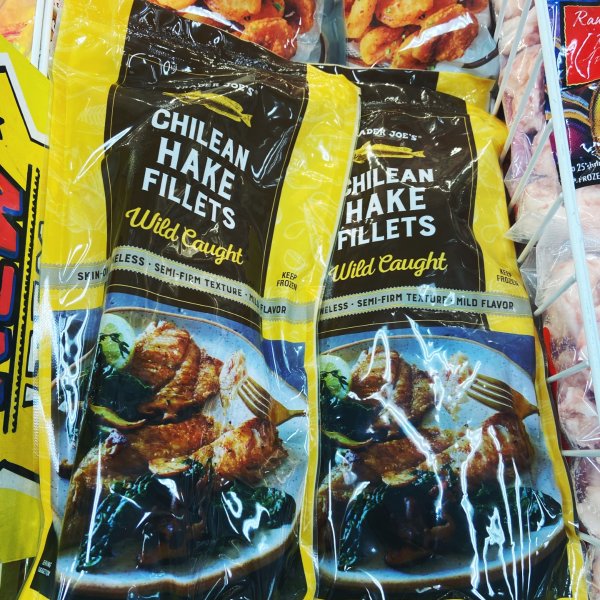 TRADER JOE'S
CHILEAN
HAKE
FILLETS
Wild Caught
KEEP
FROZEN
SEMI-FIRM TEXTURE • MILD FLAVOR
JOE'S
CHILEAN
HAKE
FILLETS
Wild Caught
KEEP
FROZEN
SEMI-FIRM TEXTURE • MILD FLAVOR